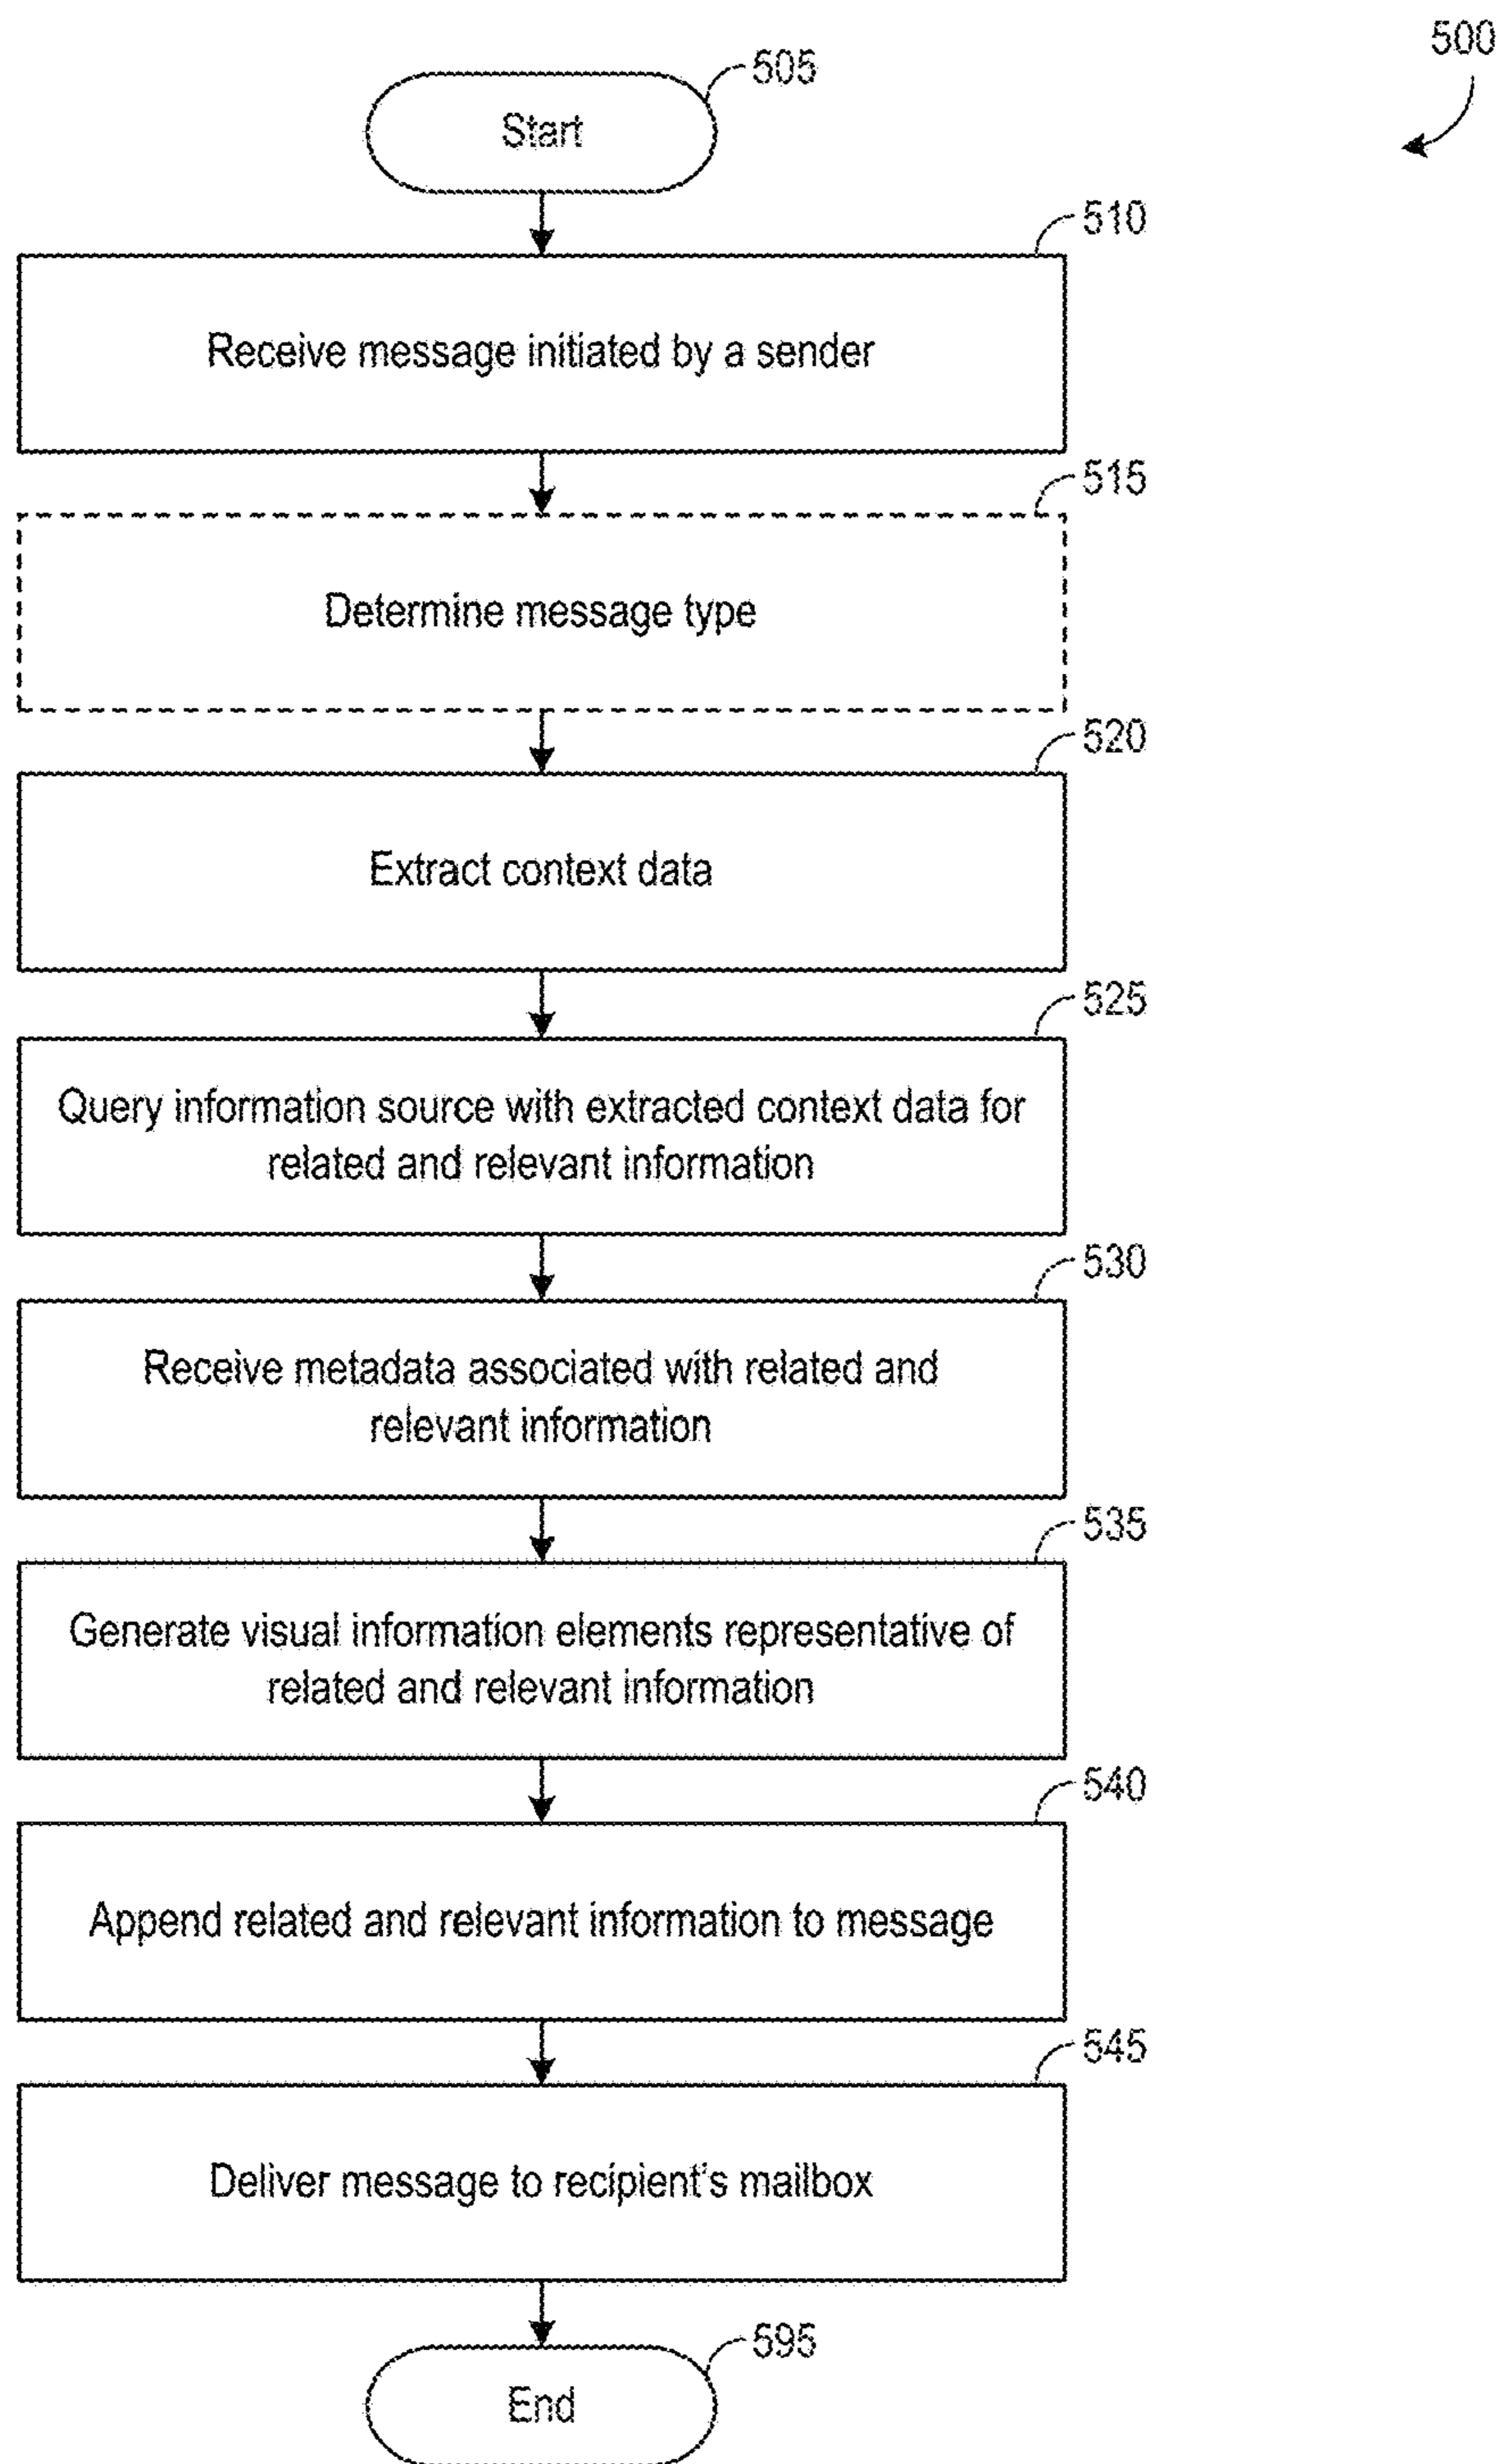 500
505
Start
510
Receive message initiated by a sender
515
Determine message type
520
Extract context data
525
Query information source with extracted context data for
related and relevant information
530
Receive metadata associated with related and
relevant information
535
Generate visual information elements representative of
related and relevant information
540
Append related and relevant information to message
545
Deliver message to recipient's mailbox
595
End